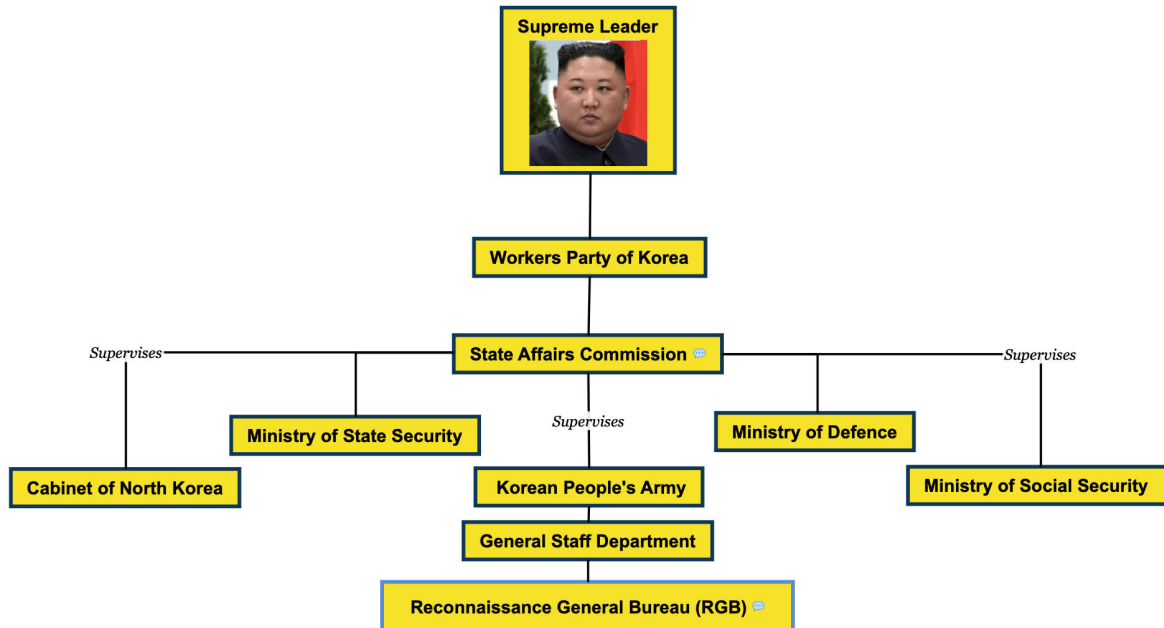 Supreme Leader
Workers Party of Korea
State Affairs Commission
Supervises
Supervises
Supervises
Ministry of State Security
Ministry of Defence
Cabinet of North Korea
Korean People's Army
Ministry of Social Security
General Staff Department
Reconnaissance General Bureau (RGB)